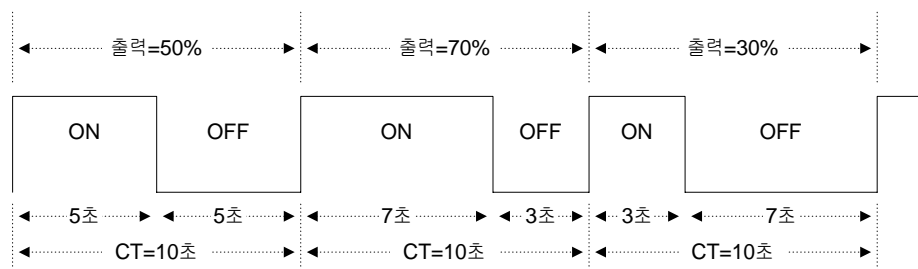 출력=50% 출력=70% 출력=30%
ON OFF ON OFF ON OFF
5초 5초 7초 3초 3초 7초
CT=10초 CT=10초 CT=10초